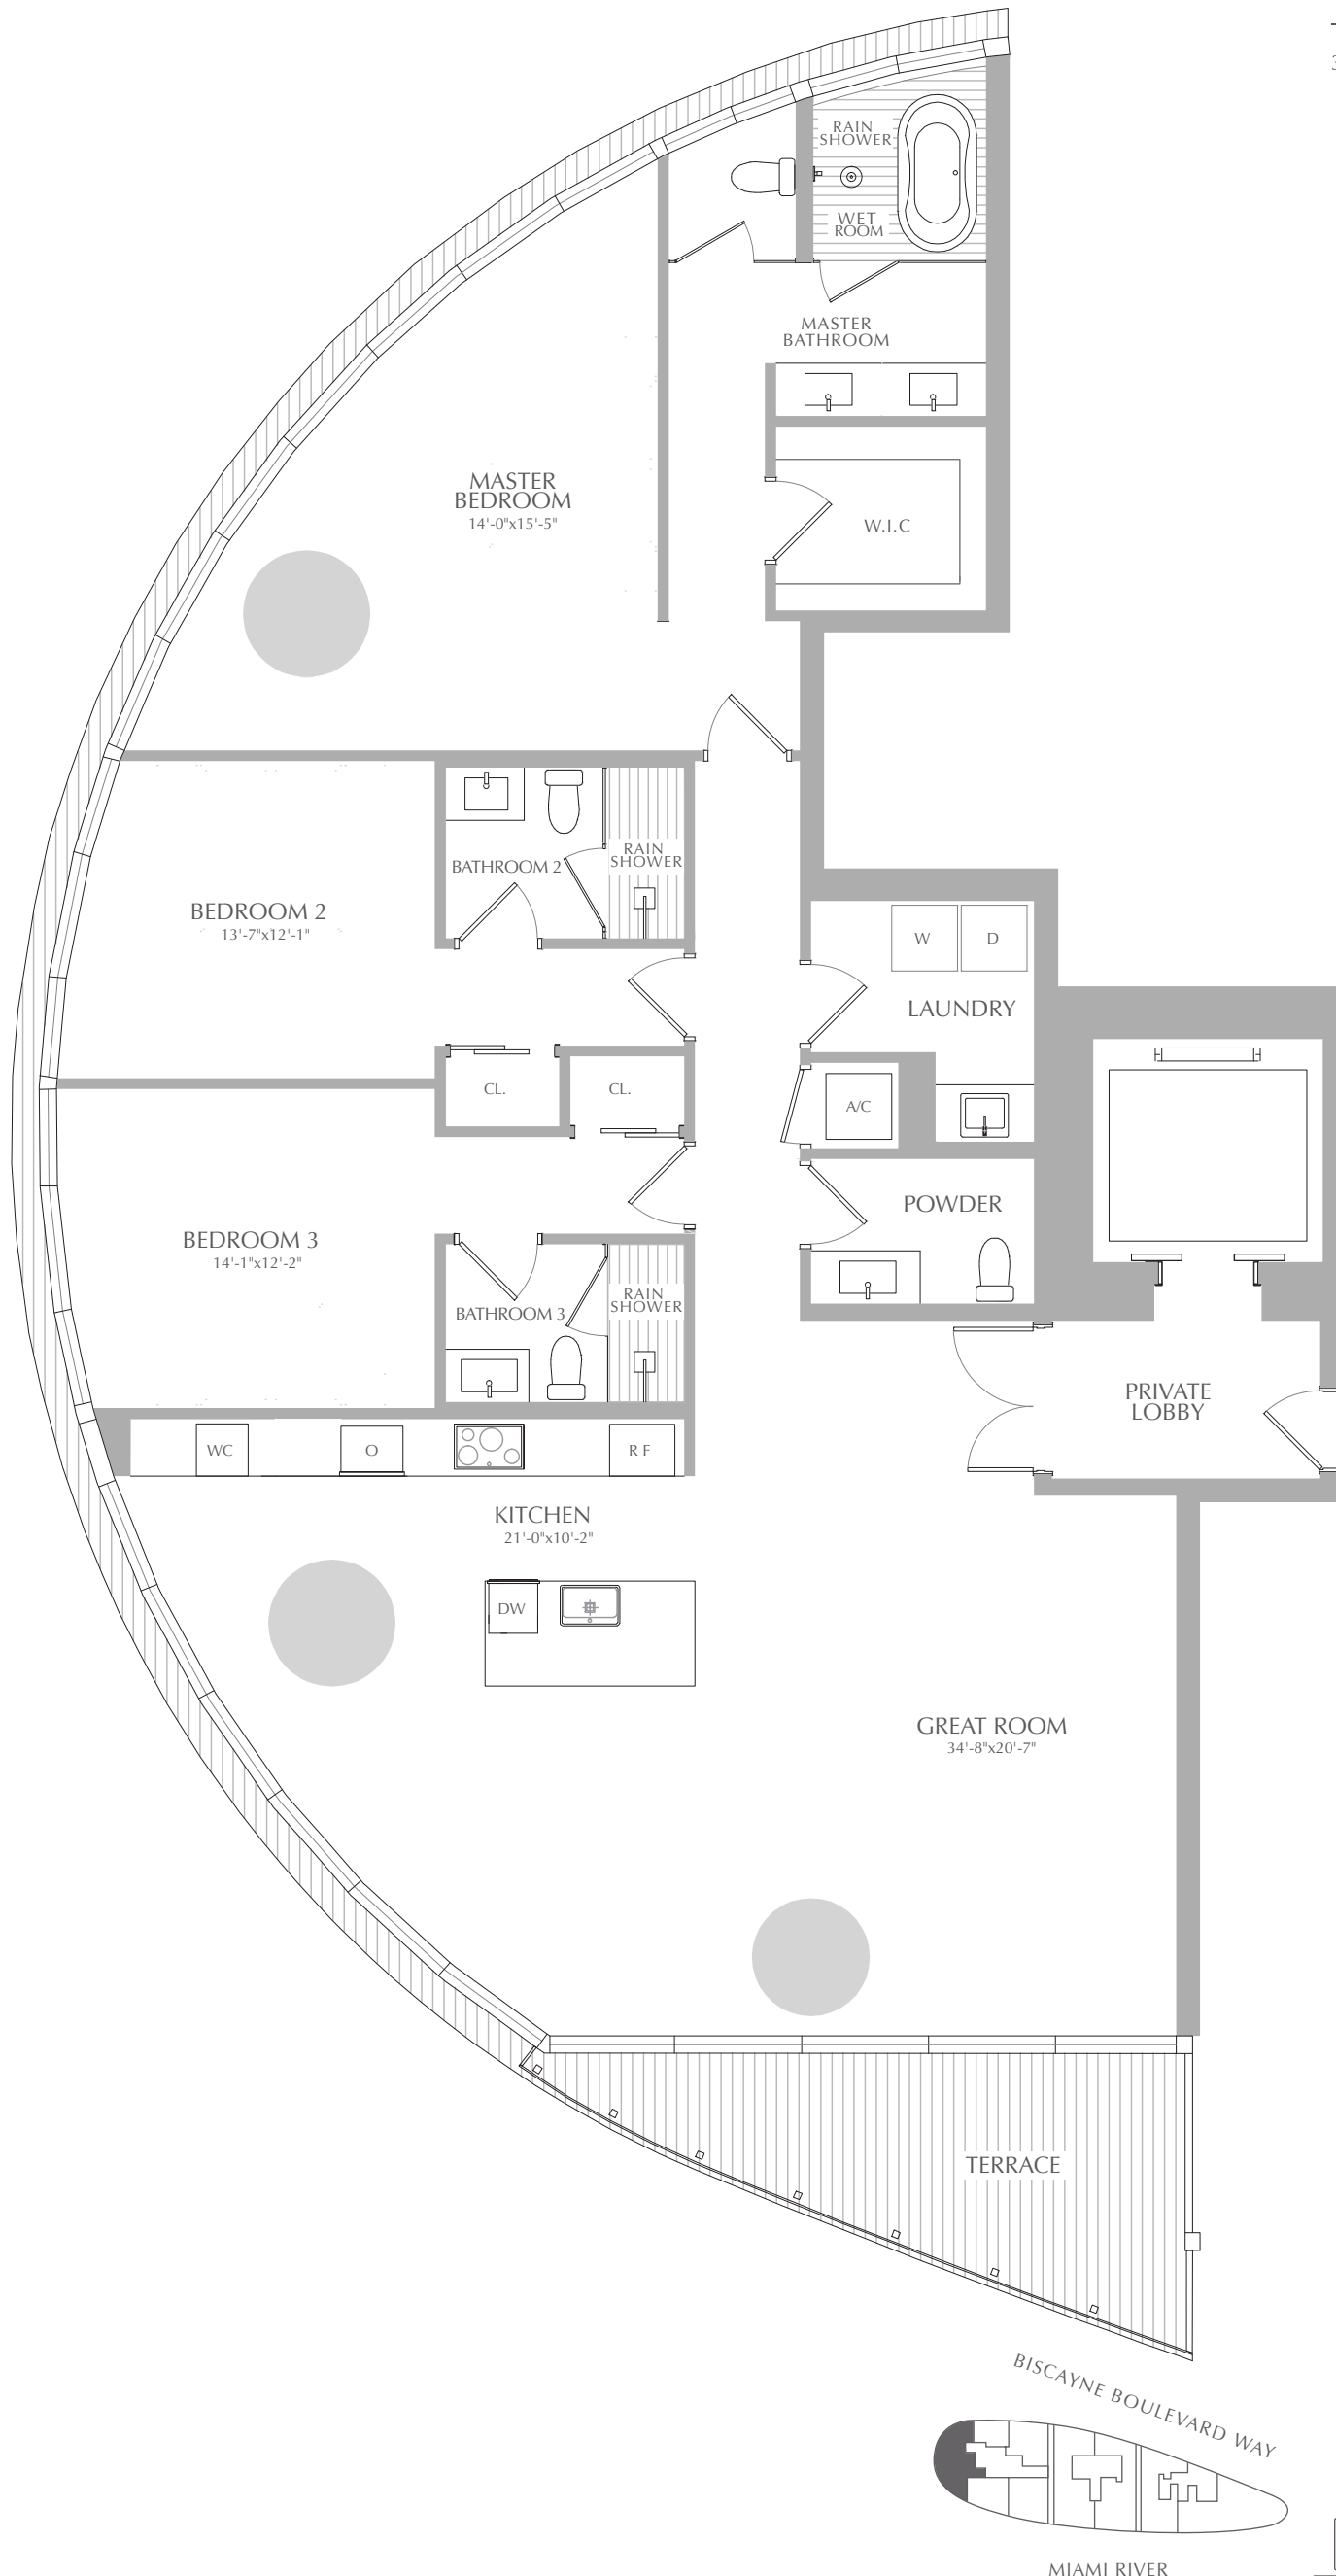 RAIN
SHOWER
WET
ROOM
MASTER
BATHROOM
MASTER
BEDROOM
14'-0"x15'-5"
W.I.C
BATHROOM 2
RAIN
SHOWER
BEDROOM 2
13'-7"x12'-1"
W
D
LAUNDRY
CL.
CL.
A/C
POWDER
BEDROOM 3
14'-1"x12'-2"
BATHROOM 3
RAIN
SHOWER
PRIVATE
LOBBY
WC
O
R F
KITCHEN
21'-0"x10'-2"
DW
GREAT ROOM
34'-8"x20'-7"
TERRACE
BISCAYNE BOULEVARD WAY
MIAMI RIVER